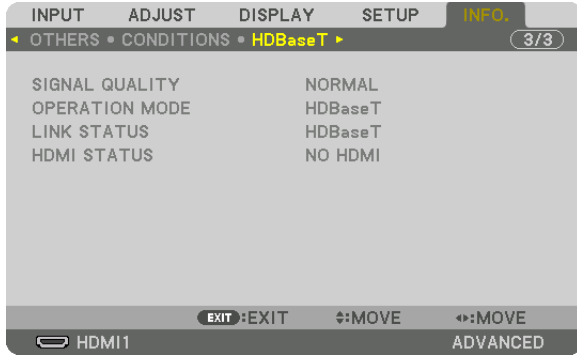 INPUT ADJUST DISPLAY SETUP INFO.
◄ OTHERS • CONDITIONS • HDBaseT ► 3/3
SIGNAL QUALITY NORMAL
OPERATION MODE HDBaseT
LINK STATUS HDBaseT
HDMI STATUS NO HDMI
EXIT :EXIT :MOVE :MOVE
HDMI1 ADVANCED